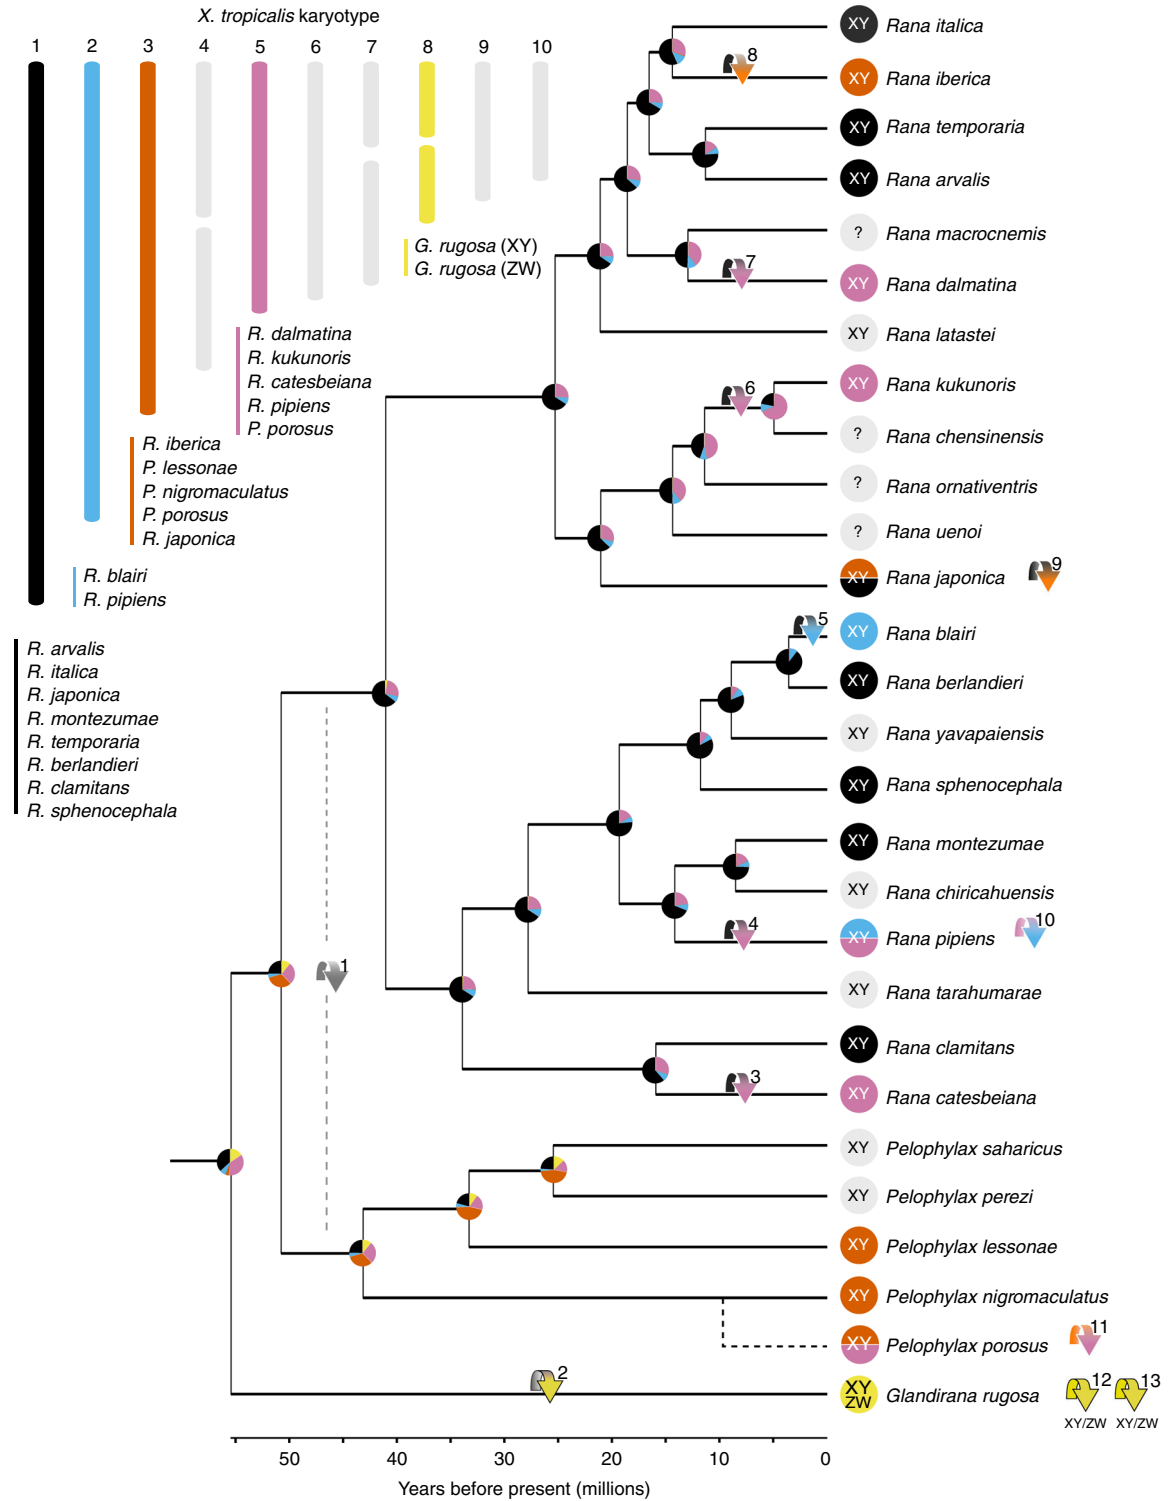 X. tropicalis karyotype
1 2 3 4 5 6 7 8 9 10
G. rugosa (XY)
G. rugosa (ZW)
R. dalmatina
R. kukunoris
R. catesbeiana
R. pipiens
P. porosus
R. iberica
P. lessonae
P. nigromaculatus
P. porosus
R. japonica
R. blairi
R. pipiens
R. arvalis
R. italica
R. japonica
R. montezumae
R. temporaria
R. berlandieri
R. clamitans
R. sphenocephala
XY Rana italica
8 XY Rana iberica
XY Rana temporaria
XY Rana arvalis
? Rana macrocnemis
7 XY Rana dalmatina
XY Rana latastei
6 XY Rana kukunoris
? Rana chensinensis
? Rana ornativentris
? Rana uenoi
XY Rana japonica 9
5 XY Rana blairi
XY Rana berlandieri
XY Rana yavapaiensis
XY Rana sphenocephala
XY Rana montezumae
XY Rana chiricahuensis
4 XY Rana pipiens 10
1
XY Rana tarahumarae
XY Rana clamitans
3 XY Rana catesbeiana
XY Pelophylax saharicus
XY Pelophylax perezi
XY Pelophylax lessonae
XY Pelophylax nigromaculatus
XY Pelophylax porosus 11
2 XY Glandirana rugosa 12 13
ZW
XY/ZW XY/ZW
50 40 30 20 10 0
Years before present (millions)